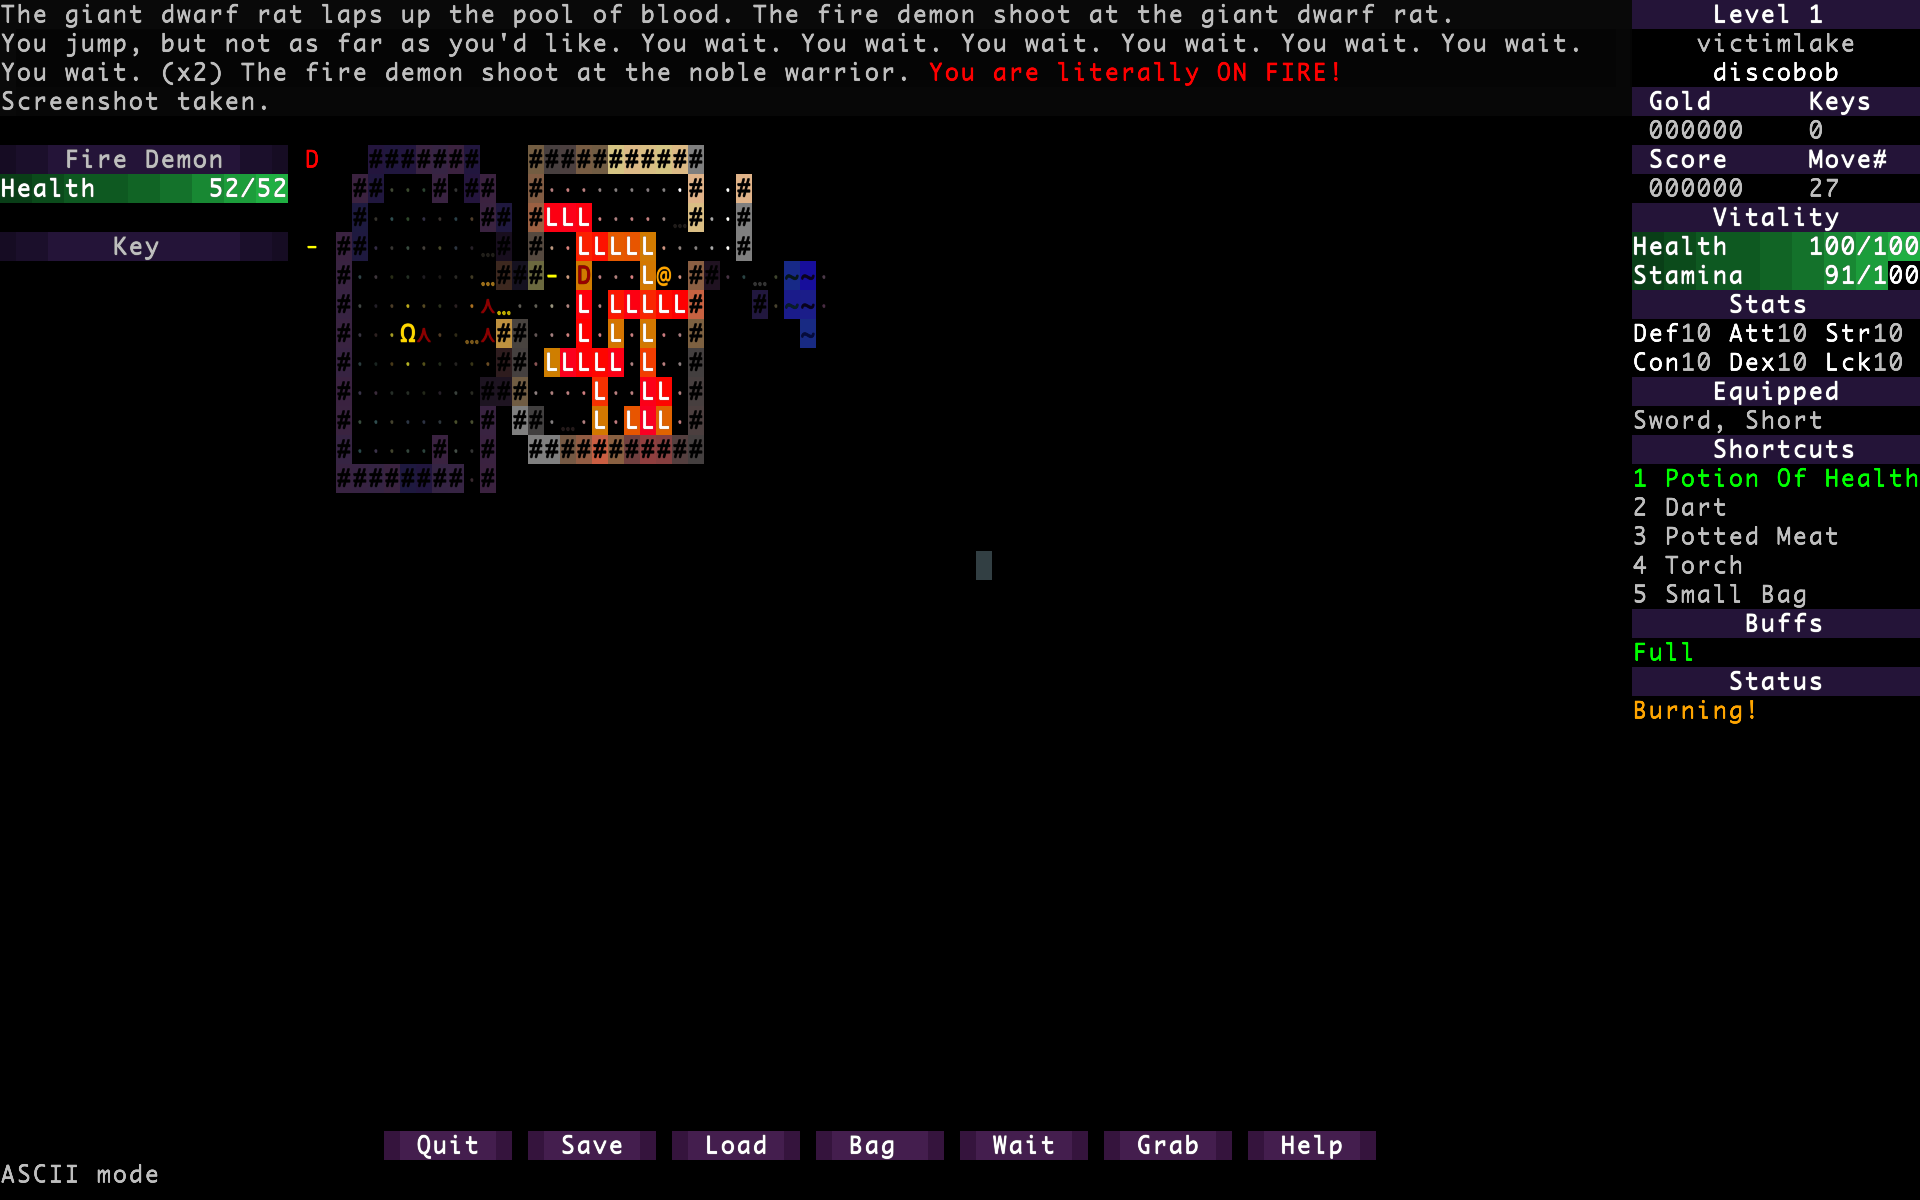 The giant dwarf rat laps up the pool of blood. The fire demon shoot at the giant dwarf rat.
You jump, but not as far as you'd like. You wait. You wait. You wait. You wait. You wait. You wait.
You wait. (x2) The fire demon shoot at the noble warrior. You are literally ON FIRE!
Screenshot taken.
Fire Demon D
Health 52/52
Key -
Level 1
victimlake
discobob
Gold Keys
000000 0
Score Move#
000000 27
Vitality
Health 100/100
Stamina 91/100
Stats
Def10 Att10 Str10
Con10 Dex10 Lck10
Equipped
Sword, Short
Shortcuts
1 Potion Of Health
2 Dart
3 Potted Meat
4 Torch
5 Small Bag
Buffs
Full
Status
Burning!
Quit Save Load Bag Wait Grab Help
ASCII mode